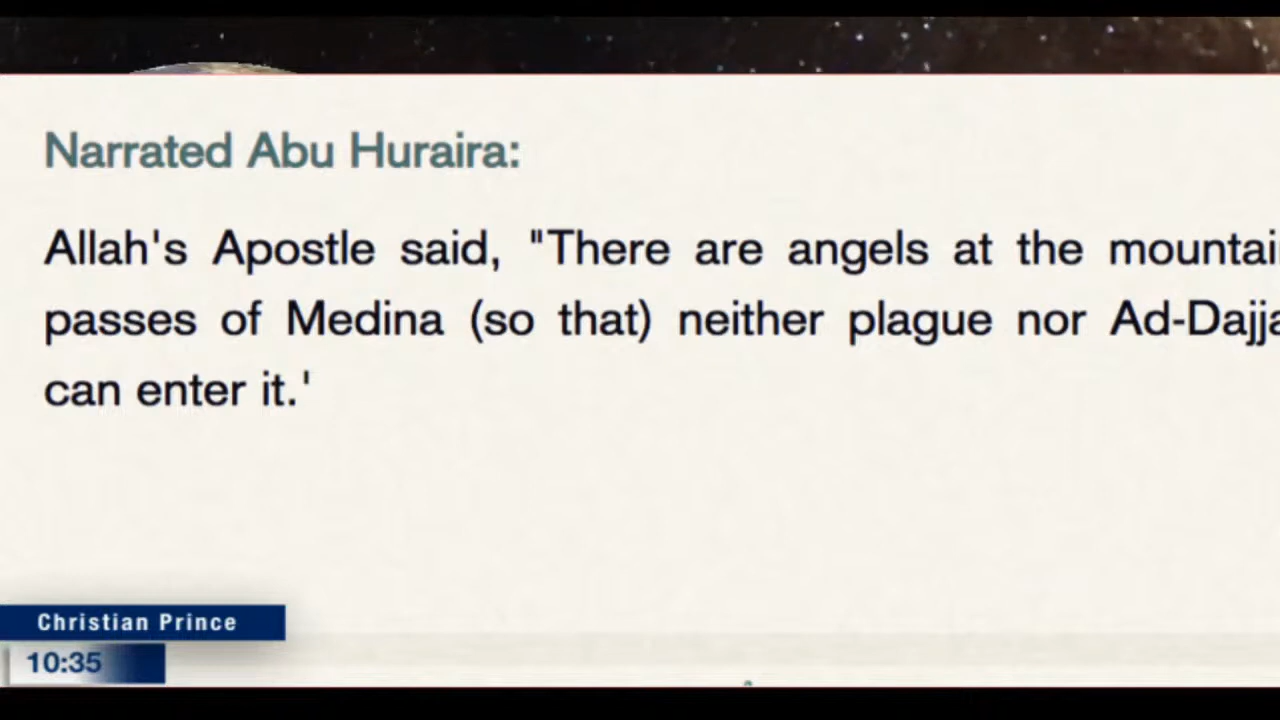 Narrated Abu Huraira:
Allah's Apostle said, "There are angels at the mountai
passes of Medina (so that) neither plague nor Ad-Dajja
can enter it.'
Christian Prince
10:35